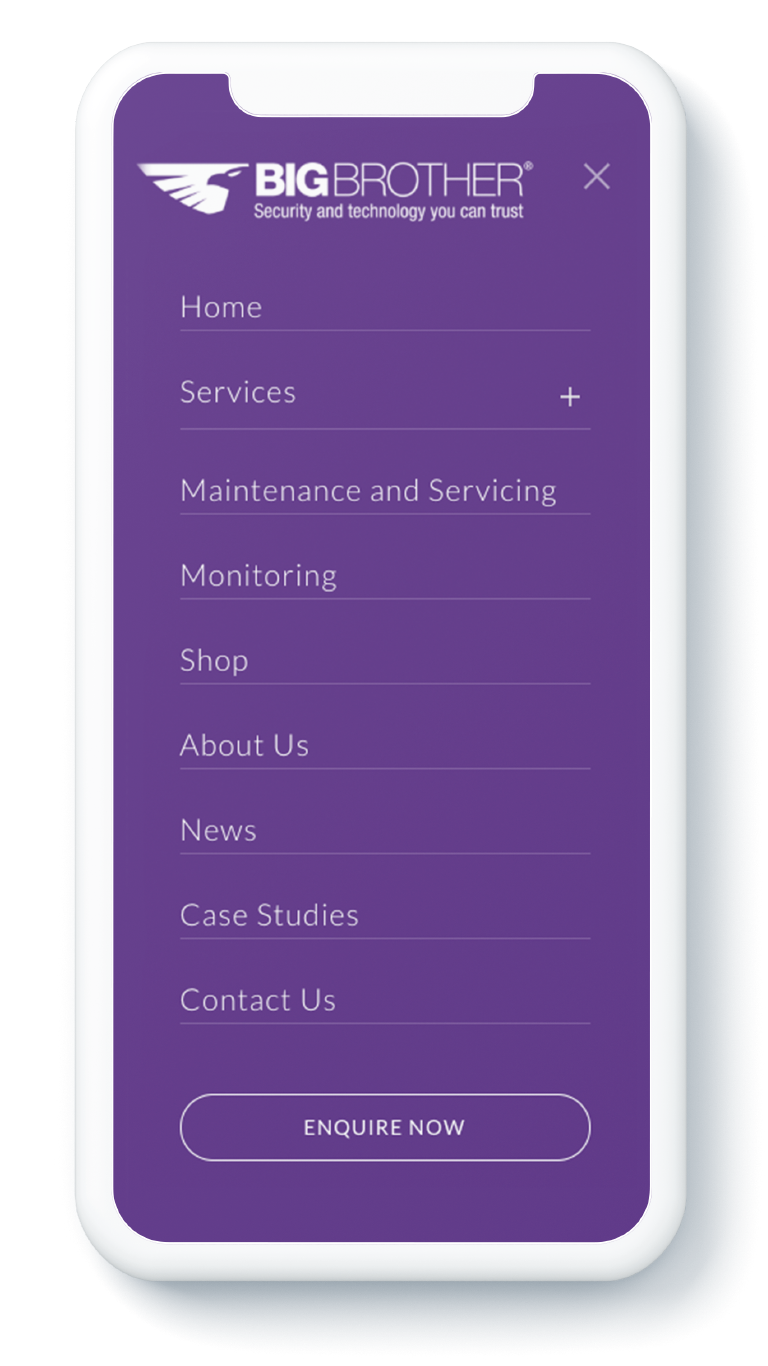 BIGBROTHER®
Security and technology you can trust
Home
Services
Maintenance and Servicing
Monitoring
Shop
About Us
News
Case Studies
Contact Us
ENQUIRE NOW